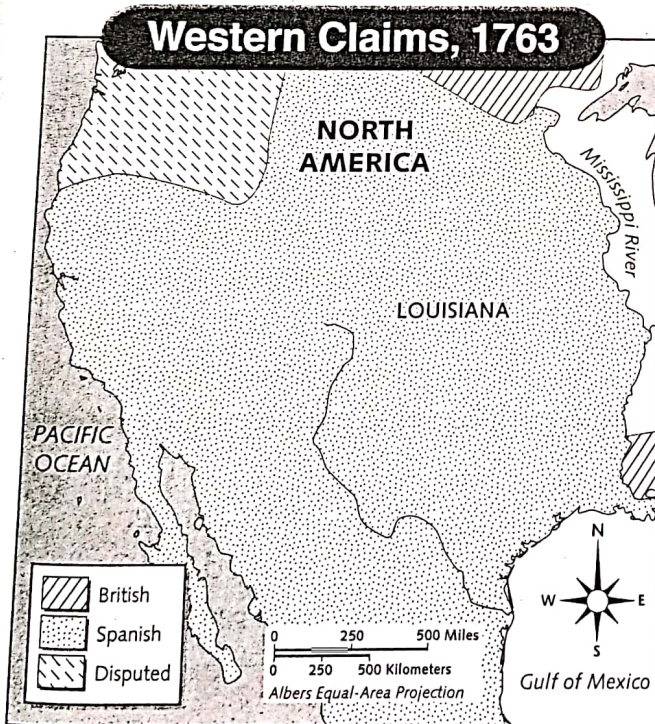 Western Claims, 1763
NORTH
AMERICA
Mississippi River
LOUISIANA
PACIFIC
OCEAN
British
Spanish
Disputed
0 250 500 Miles
0 250 500 Kilometers
Albers Equal-Area Projection
N
W E
S
Gulf of Mexico